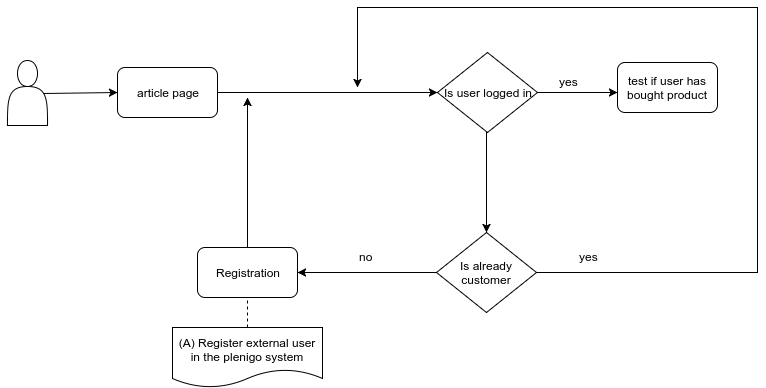 article page
Is user logged in
yes
test if user has
bought product
Is already
customer
yes
no
Registration
(A) Register external user
in the plenigo system